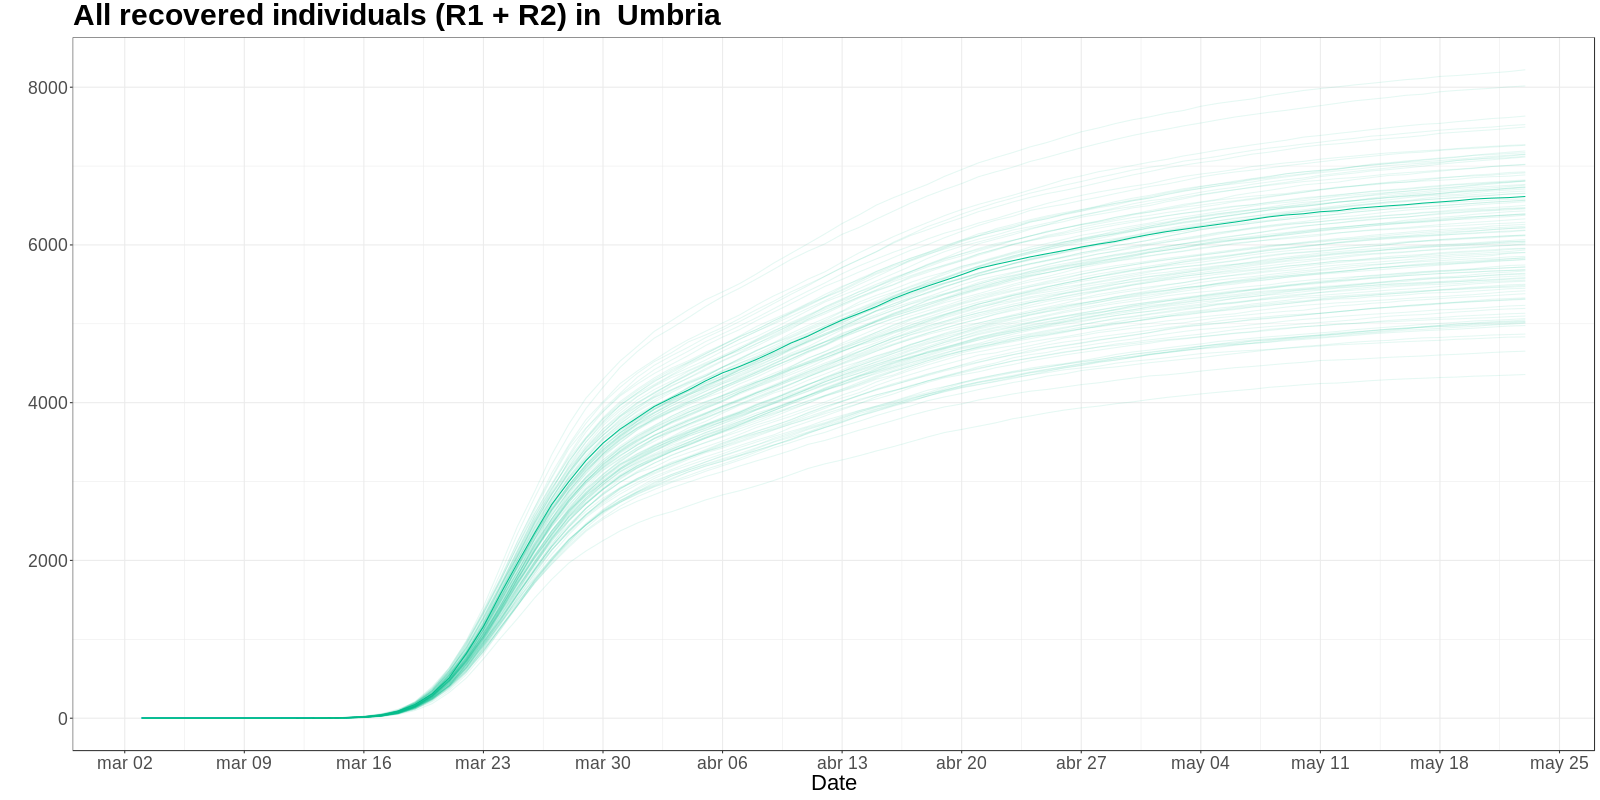 All recovered individuals (R1 + R2) in  Umbria
8000
6000
4000
2000
0
mar 02 mar 09 mar 16 mar 23 mar 30 abr 06 abr 13 abr 20 abr 27 may 04 may 11 may 18 may 25
Date